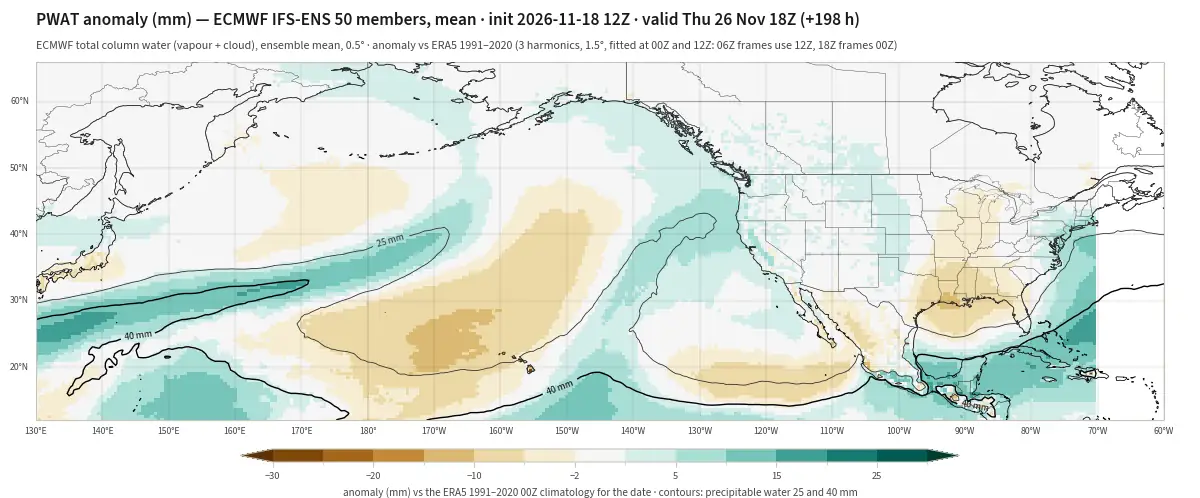 PWAT anomaly (mm) — ECMWF IFS-ENS 50 members, mean · init 2026-11-18 12Z · valid Thu 26 Nov 18Z (+198 h)
ECMWF total column water (vapour + cloud), ensemble mean, 0.5° · anomaly vs ERA5 1991–2020 (3 harmonics, 1.5°, fitted at 00Z and 12Z: 06Z frames use 12Z, 18Z frames 00Z)
60°N
50°N
40°N
30°N
20°N
25 mm
40 mm
40 mm
40 mm
130°E 140°E 150°E 160°E 170°E 180° 170°W 160°W 150°W 140°W 130°W 120°W 110°W 100°W 90°W 80°W 70°W 60°W
−30 −20 −10 −2 5 15 25
anomaly (mm) vs the ERA5 1991–2020 00Z climatology for the date · contours: precipitable water 25 and 40 mm